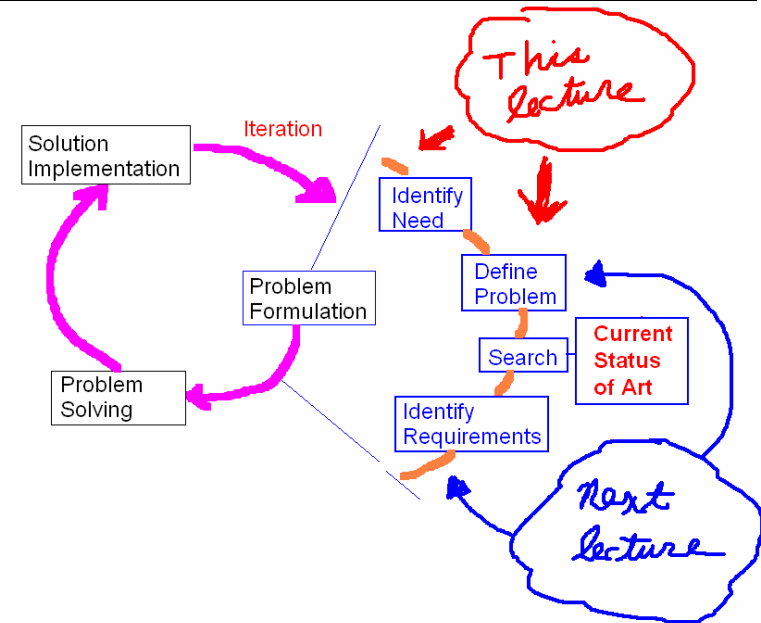 This
lecture
Iteration
Solution
Implementation
Identify
Need
Problem
Formulation
Define
Problem
Search
Current
Status
of Art
Problem
Solving
Identify
Requirements
Next
lecture